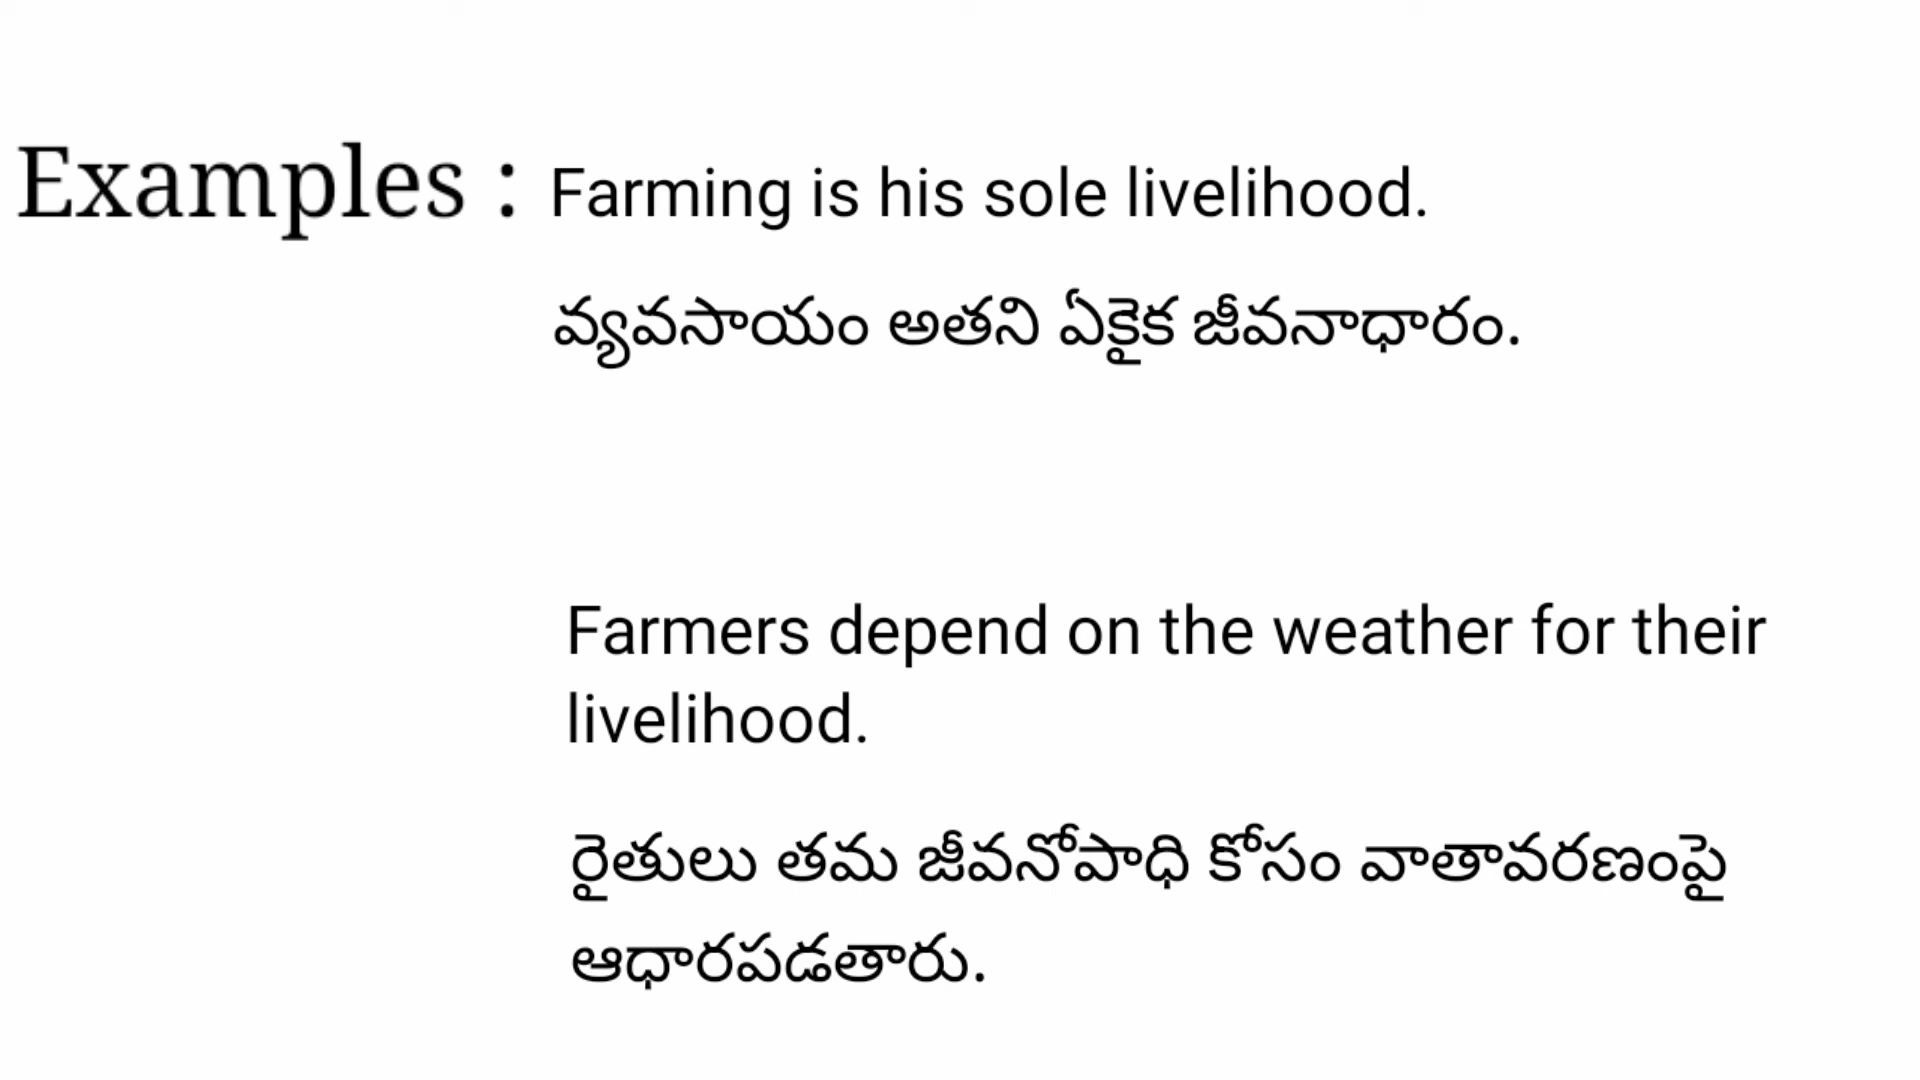 Examples : Farming is his sole livelihood.
వ్యవసాయం అతని ఏకైక జీవనాధారం.
Farmers depend on the weather for their
livelihood.
రైతులు తమ జీవనోపాధి కోసం వాతావరణంపై
ఆధారపడతారు.